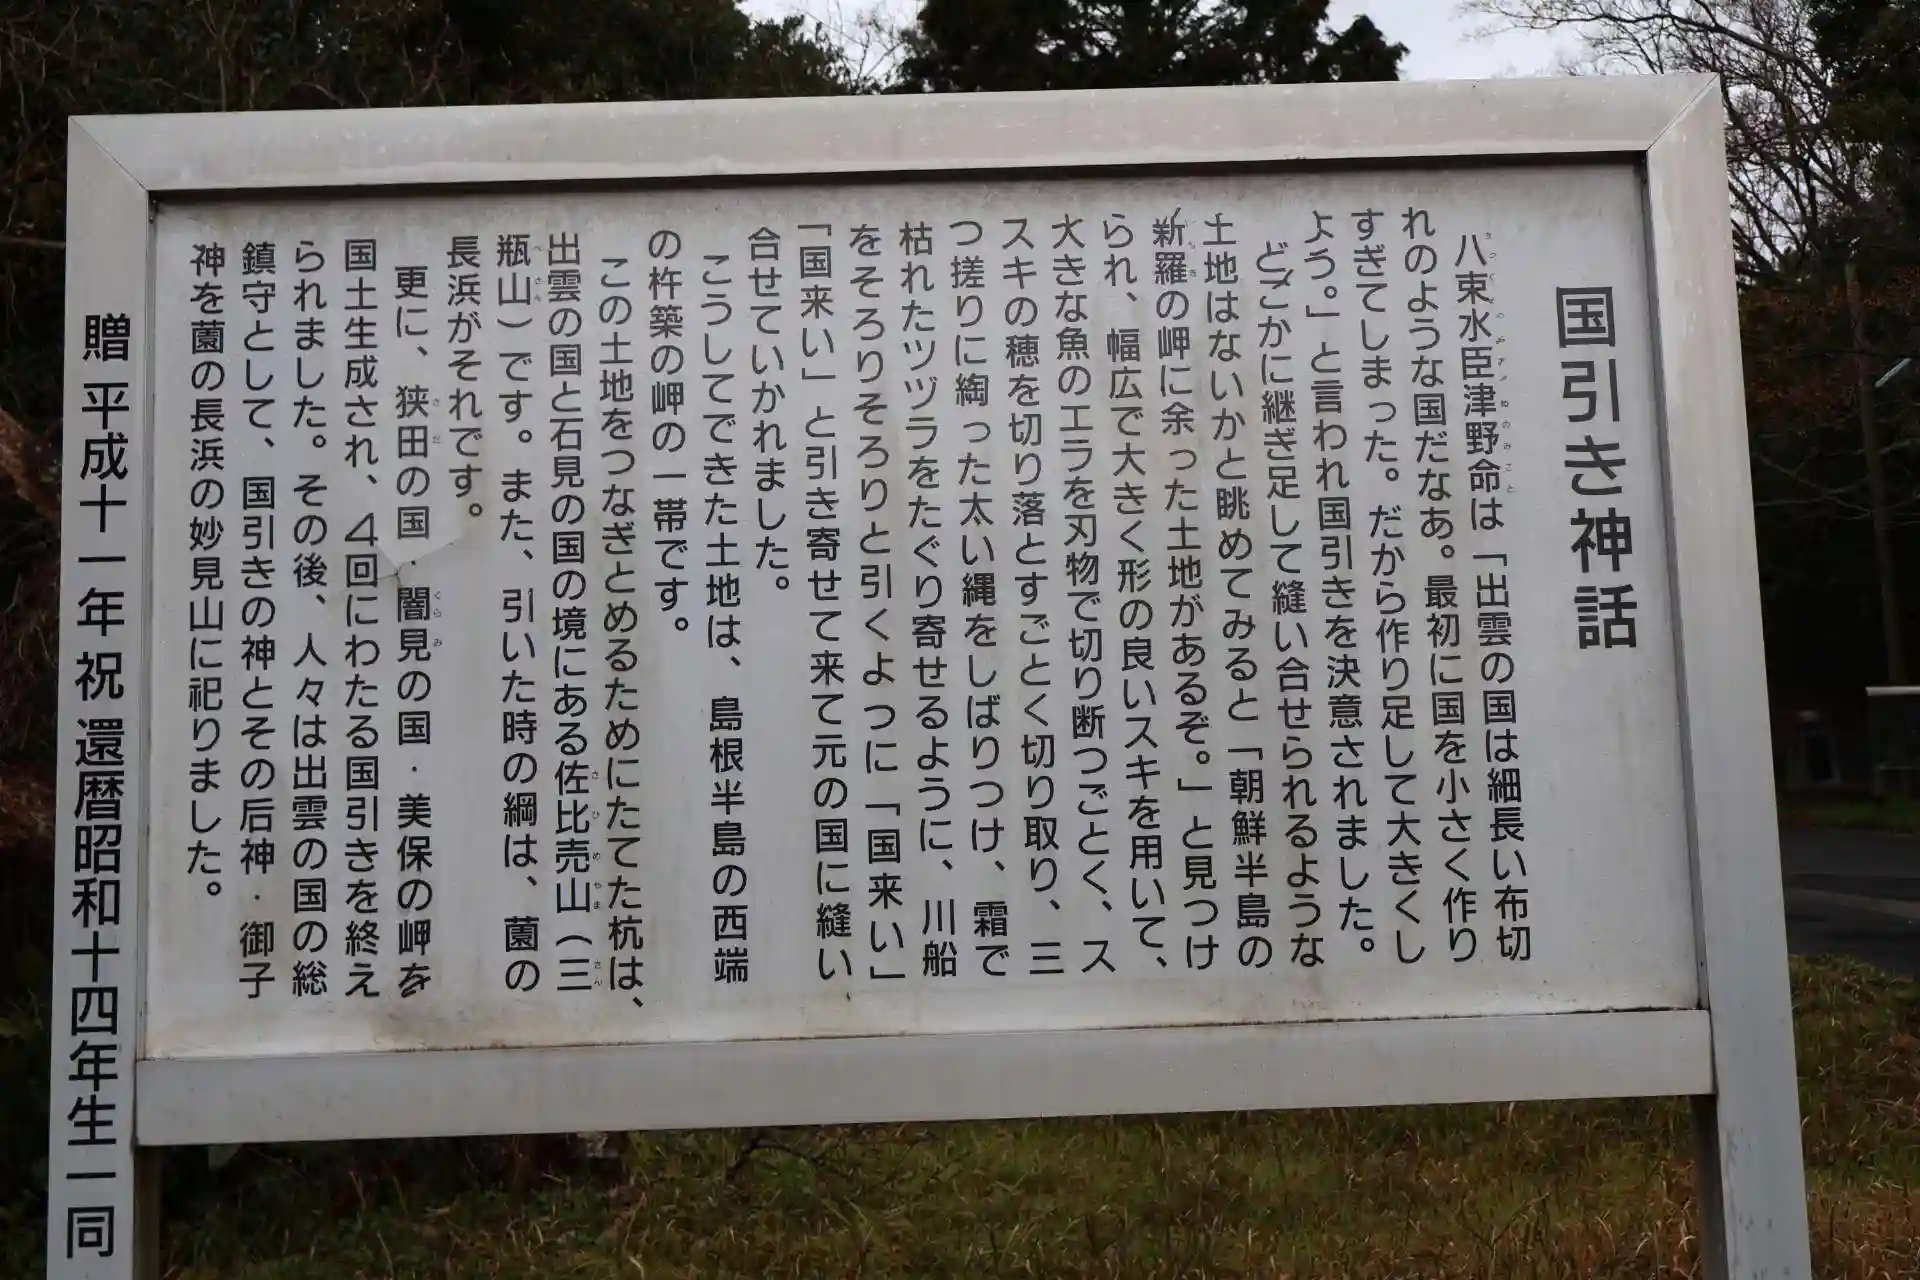 国引き神話
八束水臣津野命は「出雲の国は細長い布切
れのような国だなあ。最初に国を小さく作り
すぎてしまった。だから作り足して大きくし
よう。」と言われ国引きを決意されました。
どこかに継ぎ足して縫い合せられるような
土地はないかと眺めてみると「朝鮮半島の
新羅の岬に余った土地があるぞ。」と見つけ
られ、幅広で大きく形の良いスキを用いて、
大きな魚のエラを刃物で切り断つごとく、ス
スキの穂を切り落とすごとく切り取り、三
つ搓りに綯った太い縄をしばりつけ、霜で
枯れたツヅラをたぐり寄せるように、川船
をそろりそろりと引くよつに「国来い」
「国来い」と引き寄せて来て元の国に縫い
合せていかれました。
こうしてできた土地は、島根半島の西端
の杵築の岬の一帯です。
この土地をつなぎとめるためにたてた杭は、
出雲の国と石見の国の境にある佐比売山（三
瓶山）です。また、引いた時の綱は、薗の
長浜がそれです。
更に、狭田の国・闇見の国・美保の岬を
国土生成され、4回にわたる国引きを終え
られました。その後、人々は出雲の国の総
鎮守として、国引きの神とその后神・御子
神を薗の長浜の妙見山に祀りました。
贈 平成十一年 祝 還暦昭和十四年生一同